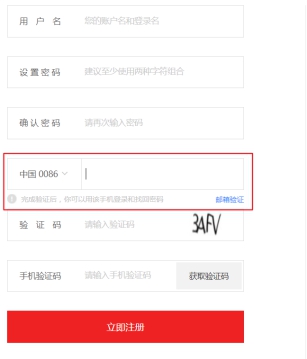 用 户 名 您的账户名和登录名
设 置 密 码 建议至少使用两种字符组合
确 认 密 码 请再次输入密码
中国 0086
完成验证后，你可以用该手机登录和找回密码 邮箱验证
验 证 码 请输入验证码 3AFV
手机验证码 请输入手机验证码 获取验证码
立即注册